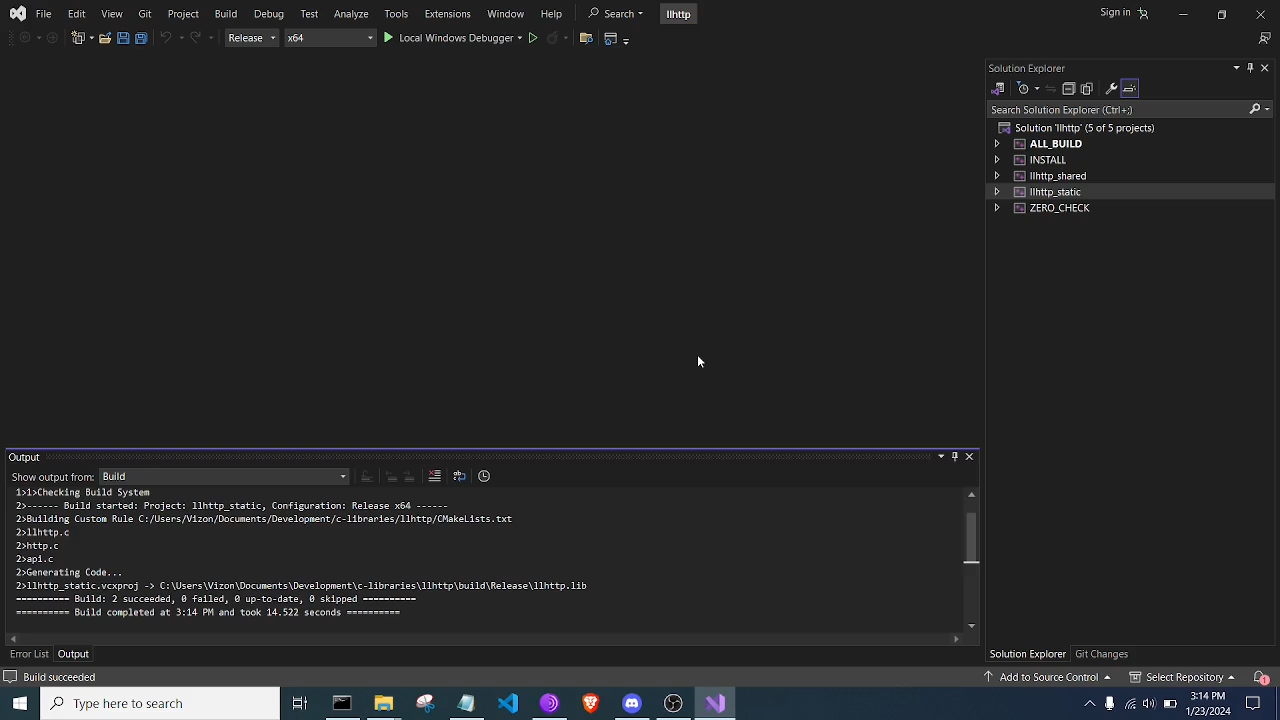 File Edit View Git Project Build Debug Test Analyze Tools Extensions Window Help Search llhttp Sign in
Release x64 Local Windows Debugger
Solution Explorer
Search Solution Explorer (Ctrl+;)
Solution 'llhttp' (5 of 5 projects)
ALL_BUILD
INSTALL
llhttp_shared
llhttp_static
ZERO_CHECK
Output
Show output from: Build
1>1>Checking Build System
2>------ Build started: Project: llhttp_static, Configuration: Release x64 ------
2>Building Custom Rule C:/Users/Vizon/Documents/Development/c-libraries/llhttp/CMakeLists.txt
2>llhttp.c
2>http.c
2>api.c
2>Generating Code...
2>llhttp_static.vcxproj -> C:\Users\Vizon\Documents\Development\c-libraries\llhttp\build\Release\llhttp.lib
========== Build: 2 succeeded, 0 failed, 0 up-to-date, 0 skipped ==========
========== Build completed at 3:14 PM and took 14.522 seconds ==========
Error List Output
Solution Explorer Git Changes
Build succeeded Add to Source Control Select Repository 1
Type here to search
3:14 PM
1/23/2024